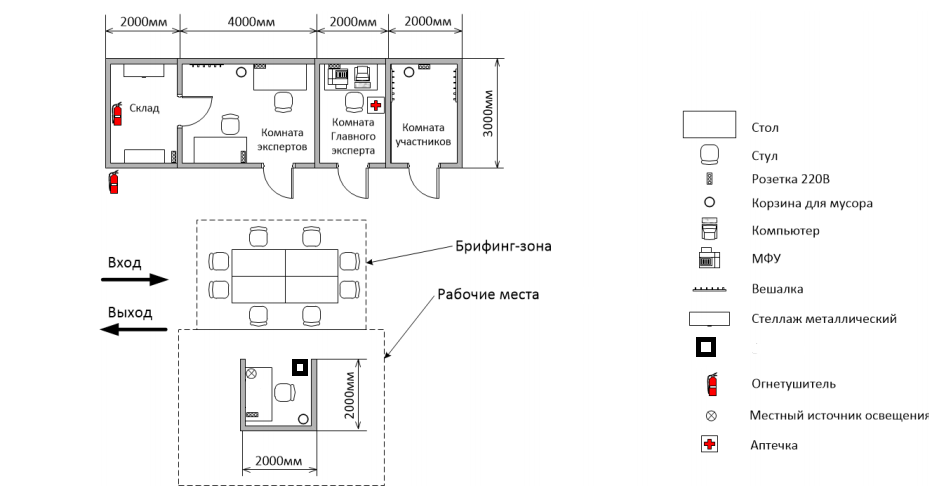 2000мм
4000мм
2000мм
2000мм
Склад
Комната
экспертов
Комната
Главного
эксперта
Комната
участников
3000мм
Вход
Выход
Брифинг-зона
Рабочие места
2000мм
2000мм
Стол
Стул
Розетка 220В
Корзина для мусора
Компьютер
МФУ
Вешалка
Стеллаж металлический
Огнетушитель
Местный источник освещения
Аптечка